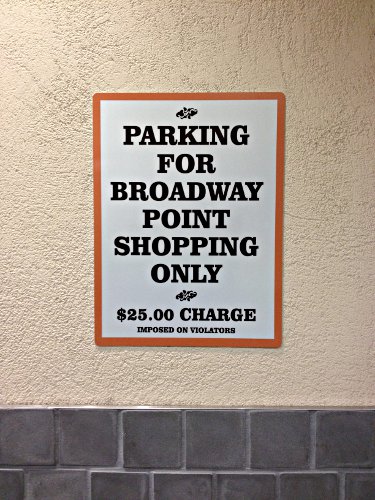 PARKING
FOR
BROADWAY
POINT
SHOPPING
ONLY
$25.00 CHARGE
IMPOSED ON VIOLATORS